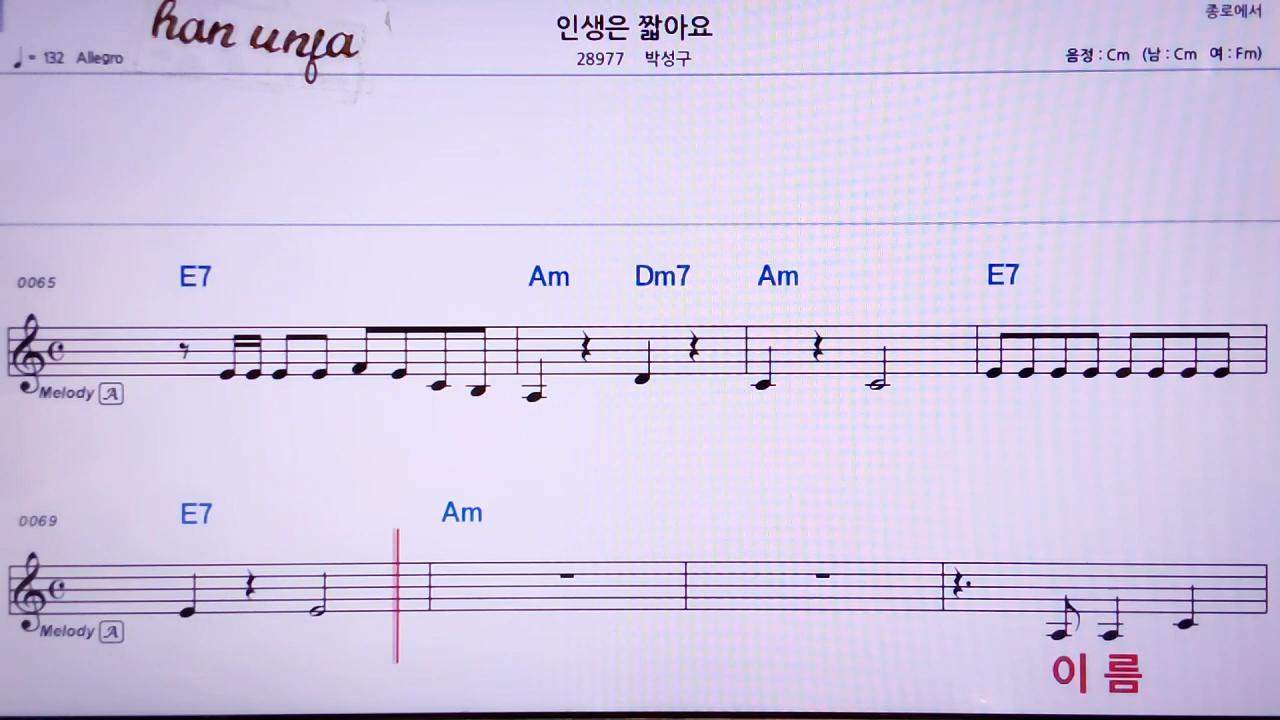 han unfa
인생은 짧아요
종로에서
♩ = 132 Allegro
28977 박성구
음정 : Cm (남 : Cm 여 : Fm)
0065
E7 Am Dm7 Am E7
Melody A
0069
E7 Am
Melody A
이 름